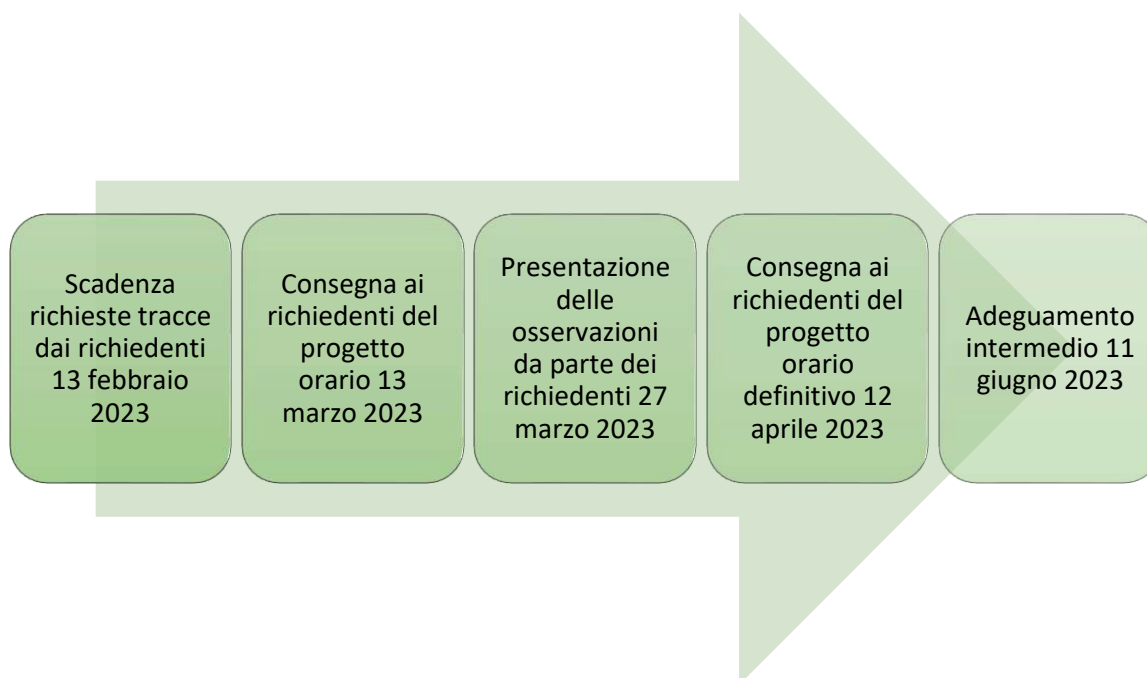 Scadenza
richieste tracce
dai richiedenti
13 febbraio
2023
Consegna ai
richiedenti del
progetto
orario 13
marzo 2023
Presentazione
delle
osservazioni
da parte dei
richiedenti 27
marzo 2023
Consegna ai
richiedenti del
progetto
orario
definitivo 12
aprile 2023
Adeguamento
intermedio 11
giugno 2023